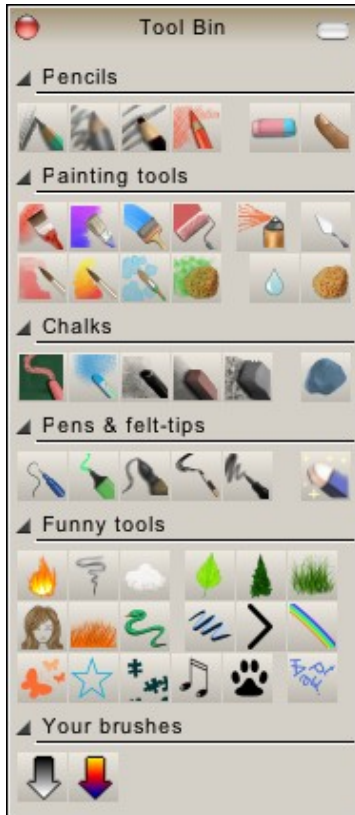 Tool Bin
Pencils
Painting tools
Chalks
Pens & felt-tips
Funny tools
Your brushes